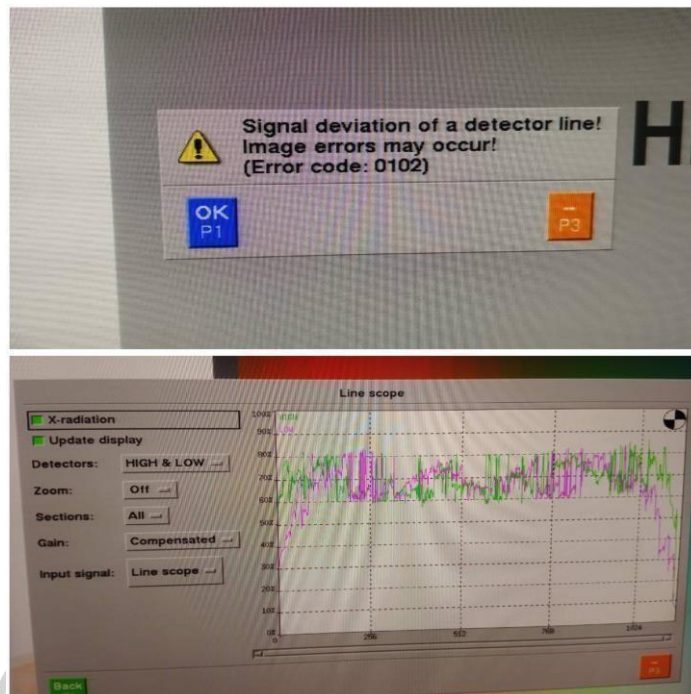 Signal deviation of a detector line!
Image errors may occur!
(Error code: 0102)
H
OK
P1
P3
Line scope
X-radiation
Update display
Detectors: HIGH & LOW
Zoom: Off
Sections: All
Gain: Compensated
Input signal: Line scope
100%
HIGH
90%
LOW
80%
70%
60%
50%
40%
30%
20%
10%
0%
0 256 512 768 1024
Back
P3